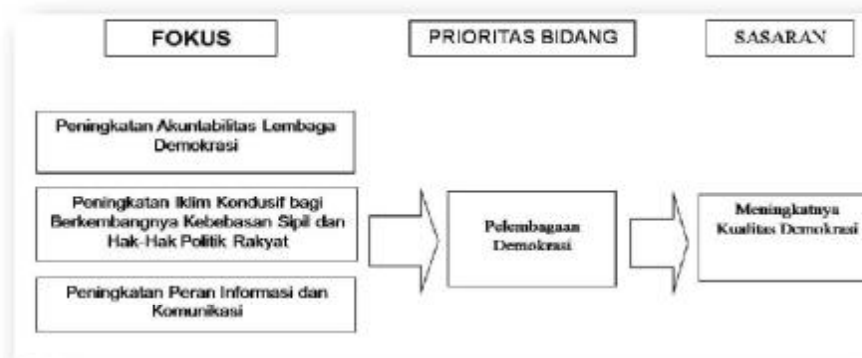 FOKUS
PRIORITAS BIDANG
SASARAN
Peningkatan Akuntabilitas Lembaga
Demokrasi
Peningkatan Iklim Kondusif bagi
Berkembangnya Kebebasan Sipil dan
Hak-Hak Politik Rakyat
Peningkatan Peran Informasi dan
Komunikasi
Pelembagaan
Demokrasi
Meningkatnya
Kualitas Demokrasi